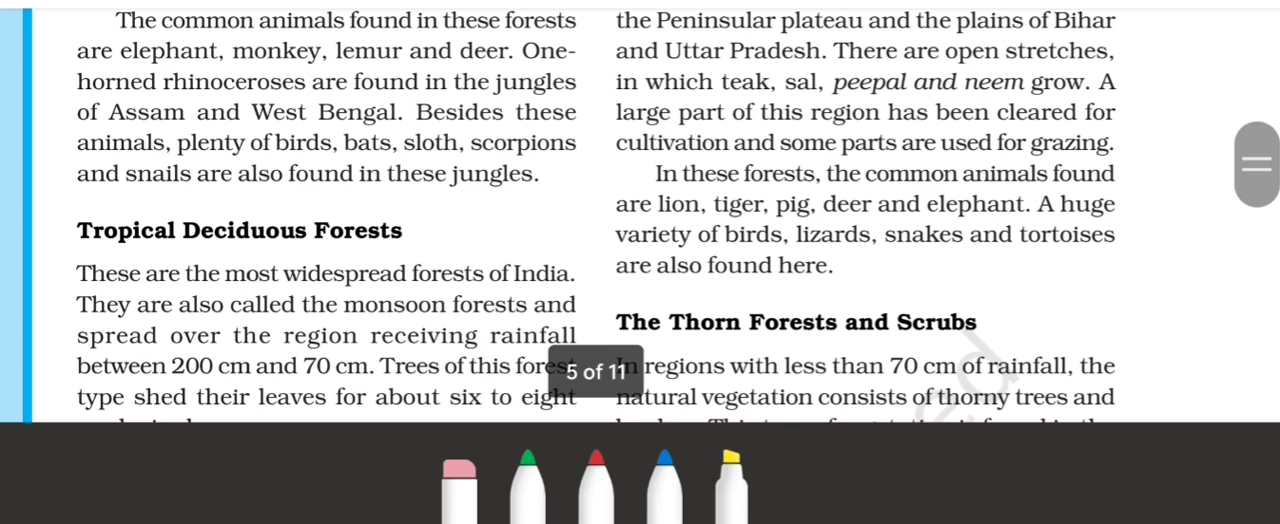 The common animals found in these forests
are elephant, monkey, lemur and deer. One-
horned rhinoceroses are found in the jungles
of Assam and West Bengal. Besides these
animals, plenty of birds, bats, sloth, scorpions
and snails are also found in these jungles.
Tropical Deciduous Forests
These are the most widespread forests of India.
They are also called the monsoon forests and
spread over the region receiving rainfall
between 200 cm and 70 cm. Trees of this forest
type shed their leaves for about six to eight
the Peninsular plateau and the plains of Bihar
and Uttar Pradesh. There are open stretches,
in which teak, sal, peepal and neem grow. A
large part of this region has been cleared for
cultivation and some parts are used for grazing.
In these forests, the common animals found
are lion, tiger, pig, deer and elephant. A huge
variety of birds, lizards, snakes and tortoises
are also found here.
The Thorn Forests and Scrubs
In regions with less than 70 cm of rainfall, the
natural vegetation consists of thorny trees and
5 of 11